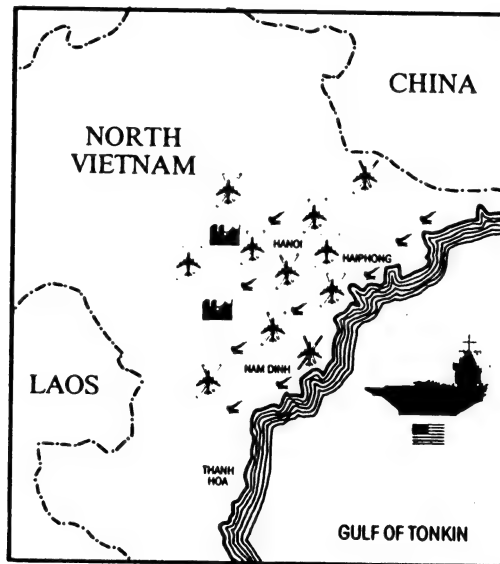 CHINA
NORTH
VIETNAM
HANOI
HAIPHONG
NAM DINH
LAOS
THANH
HOA
GULF OF TONKIN